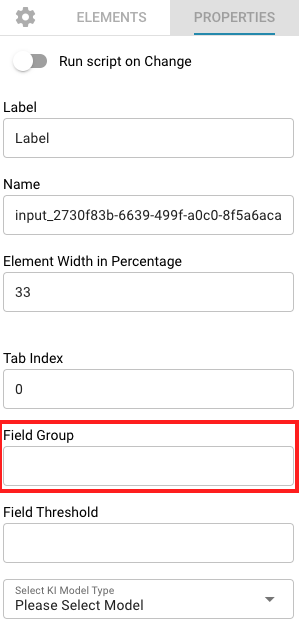 ELEMENTS PROPERTIES
Run script on Change
Label
Label
Name
input_2730f83b-6639-499f-a0c0-8f5a6aca
Element Width in Percentage
33
Tab Index
0
Field Group
Field Threshold
Select KI Model Type
Please Select Model